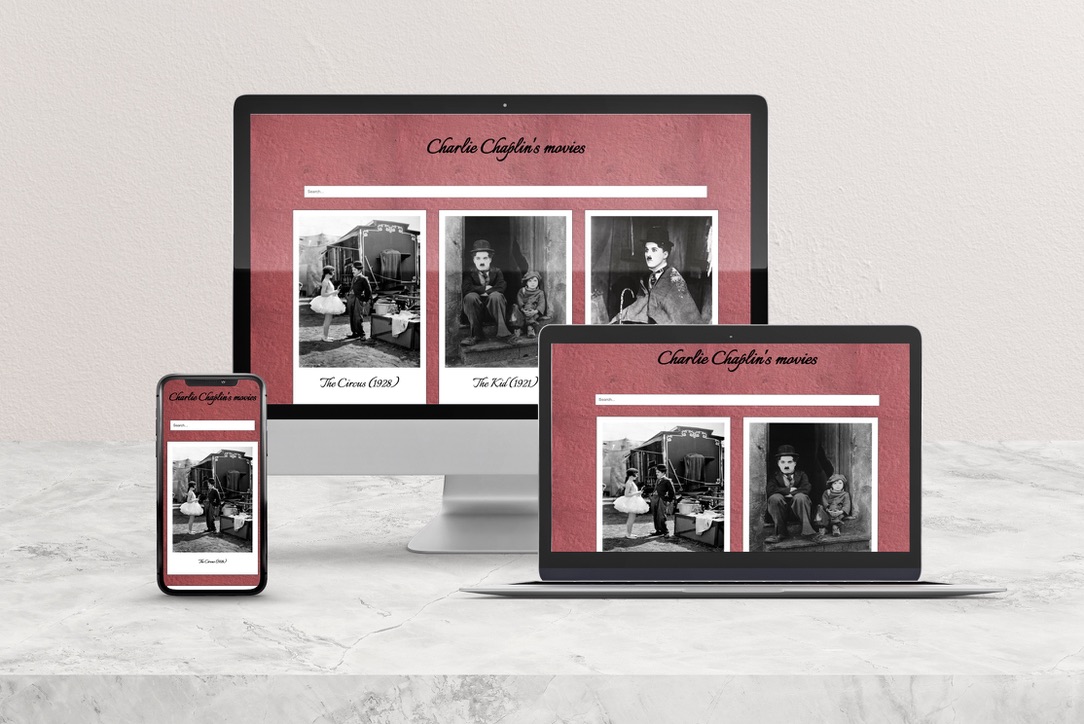 Charlie Chaplin's movies
Search...
The Circus (1928)
The Kid (1921)
Charlie Chaplin's movies
Search...
The Circus (1928)
Charlie Chaplin's movies
Search...